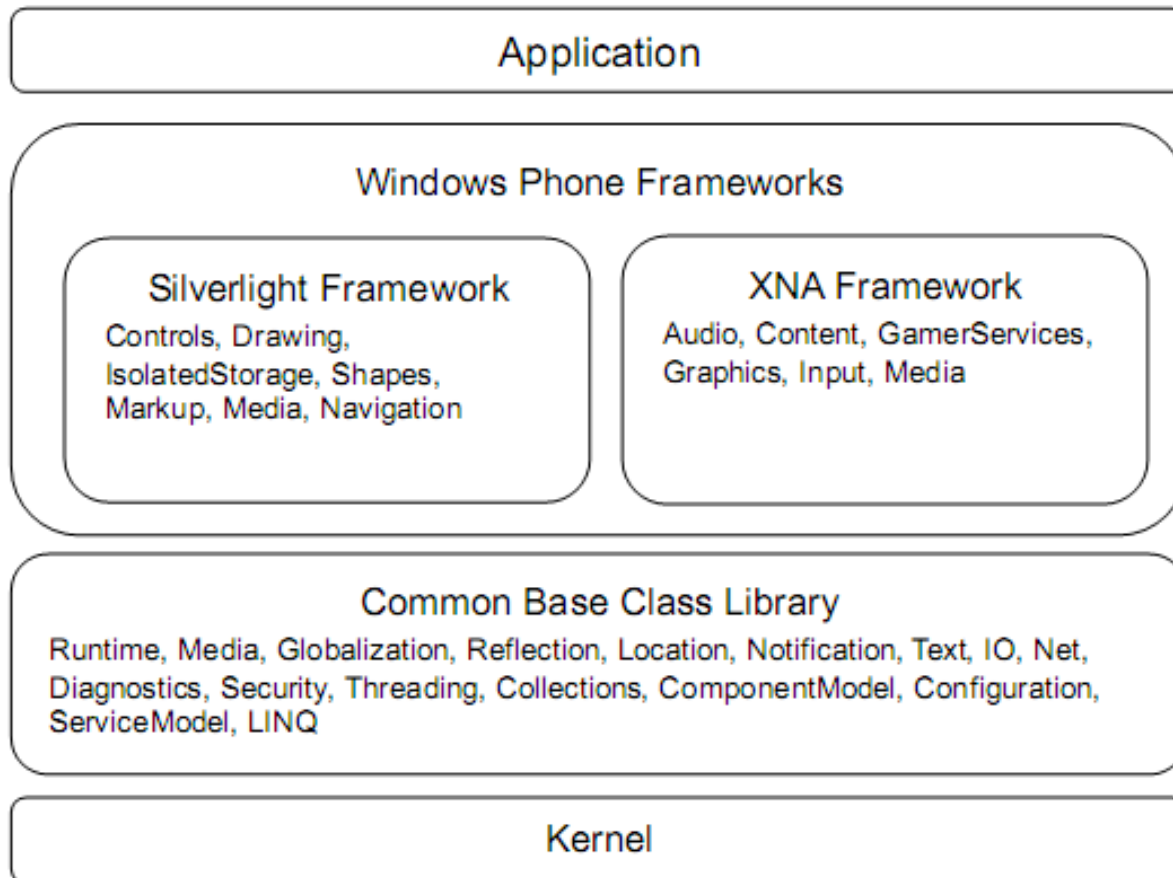 Application
Windows Phone Frameworks
Silverlight Framework
Controls, Drawing,
IsolatedStorage, Shapes,
Markup, Media, Navigation
XNA Framework
Audio, Content, GamerServices,
Graphics, Input, Media
Common Base Class Library
Runtime, Media, Globalization, Reflection, Location, Notification, Text, IO, Net,
Diagnostics, Security, Threading, Collections, ComponentModel, Configuration,
ServiceModel, LINQ
Kernel